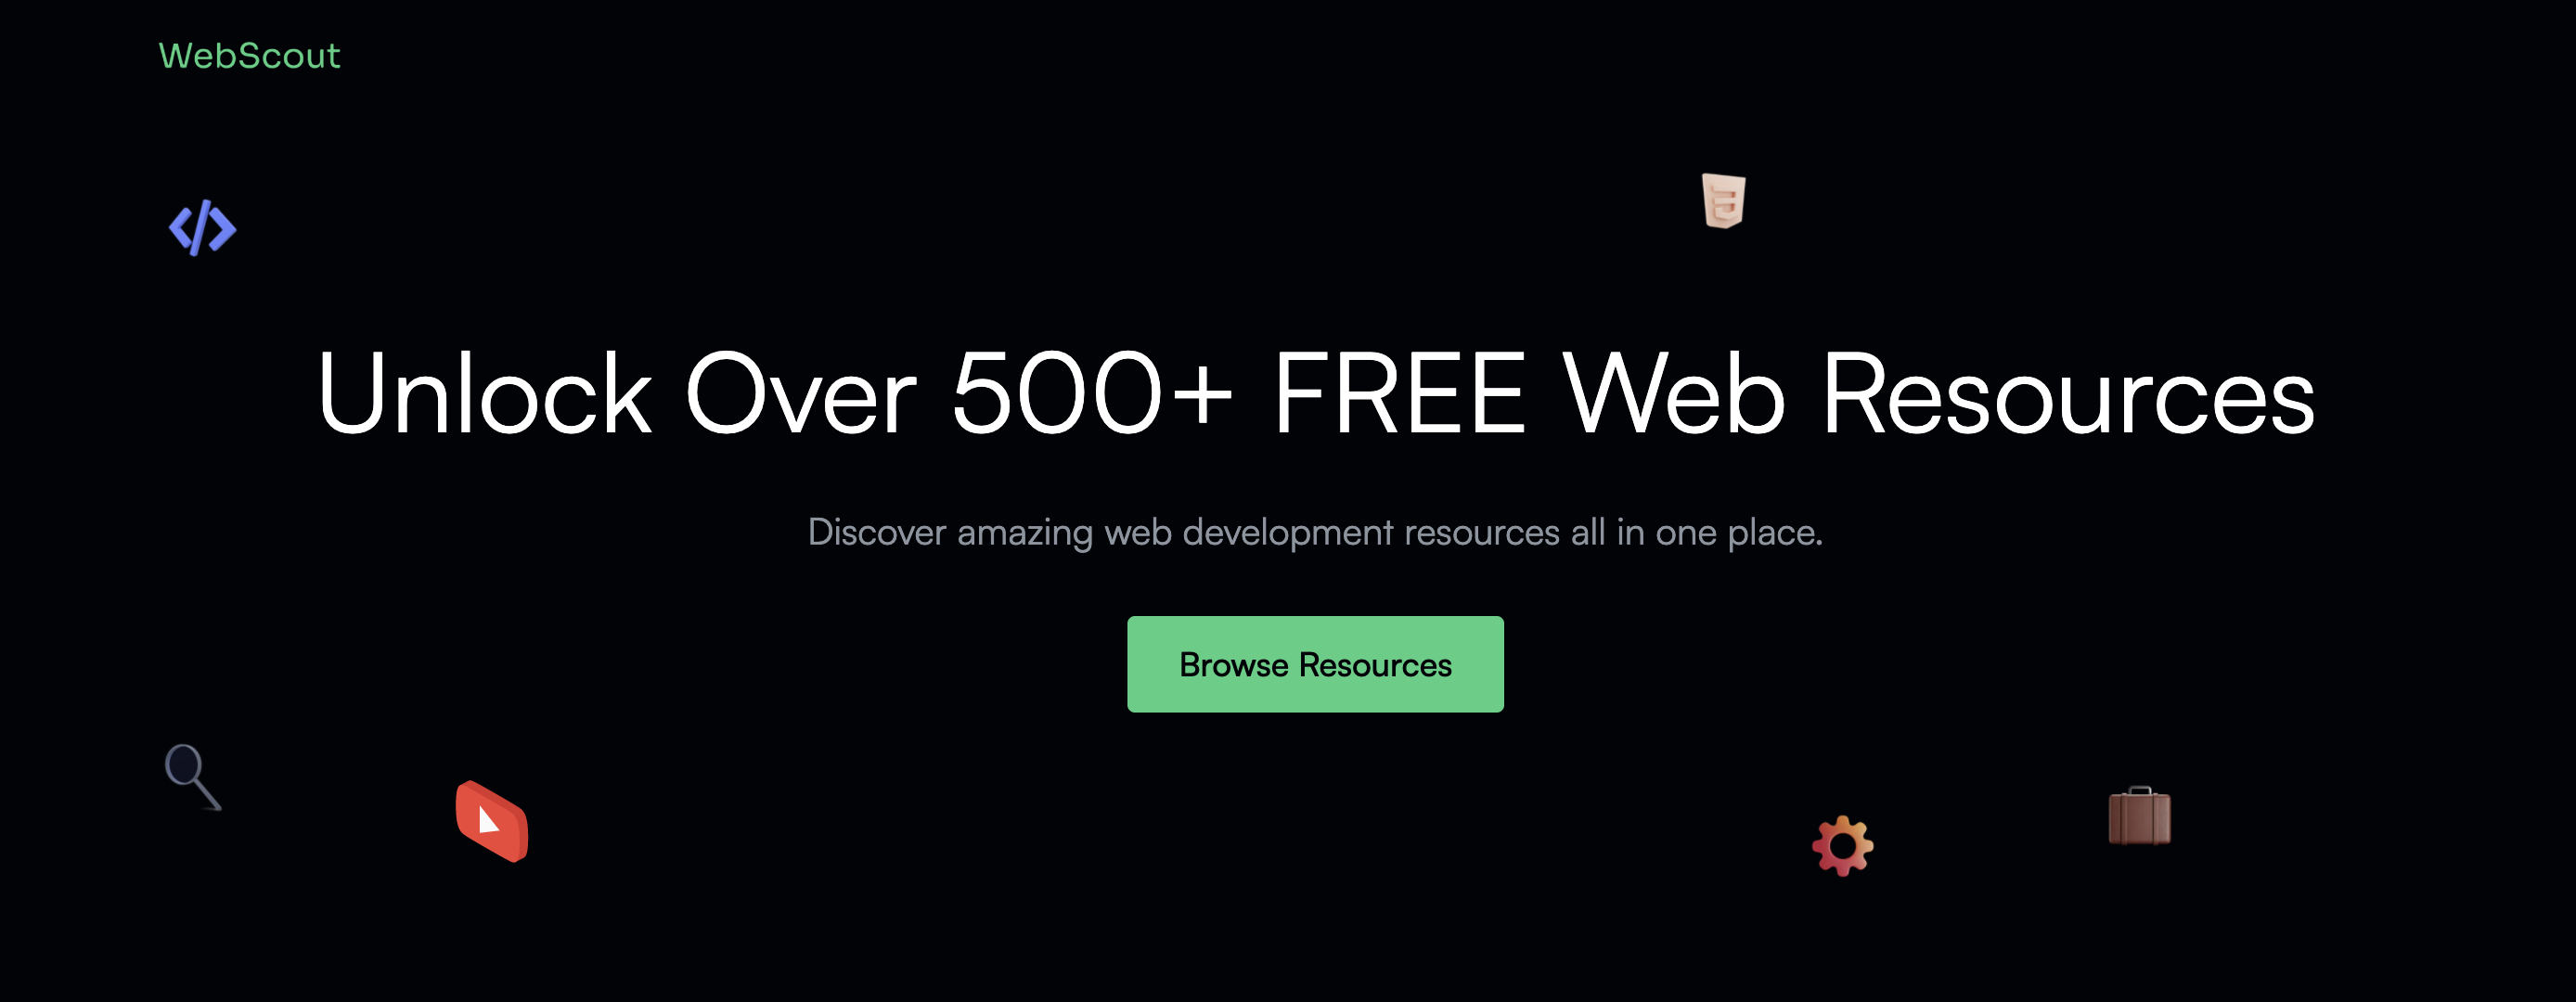 WebScout
Unlock Over 500+ FREE Web Resources
Discover amazing web development resources all in one place.
Browse Resources